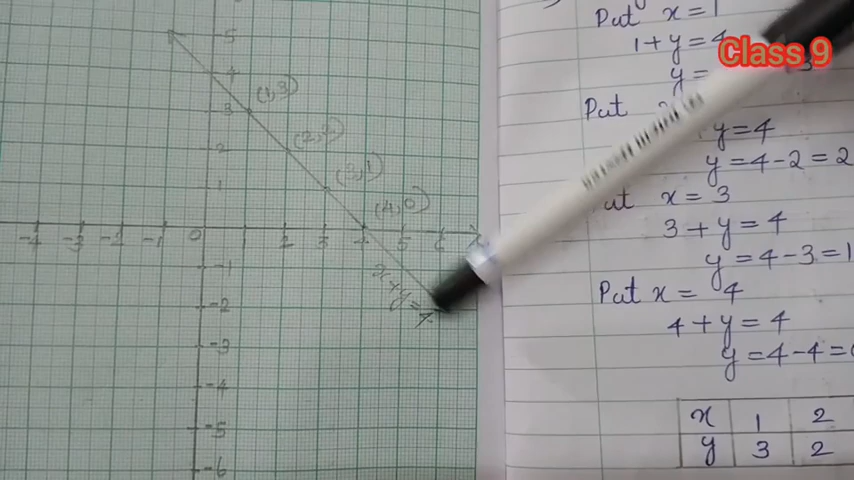 5
4
(1,3)
3
(2,2)
2
(3,1)
1
(4,0)
-4 -3 -2 -1 0 2 3 4 5 6 X
x+y=4
-1
-2
-3
-4
-5
-6
Put x=1
1+y=4
y=
Class 9
3
Put
y=4
y=4-2=2
ut x=3
3+y=4
y=4-3=1
Put x= 4
4+y=4
y=4-4=
x 1 2
y 3 2